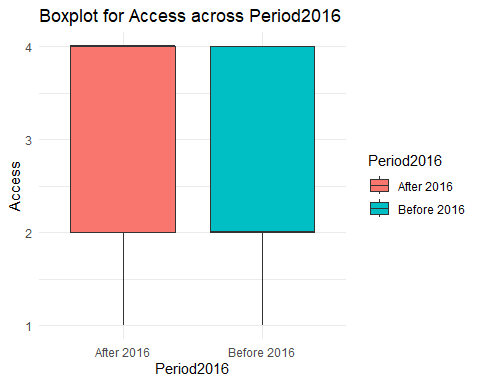 Boxplot for Access across Period2016
4
3
2
1
Access
After 2016
Before 2016
Period2016
Period2016
After 2016
Before 2016